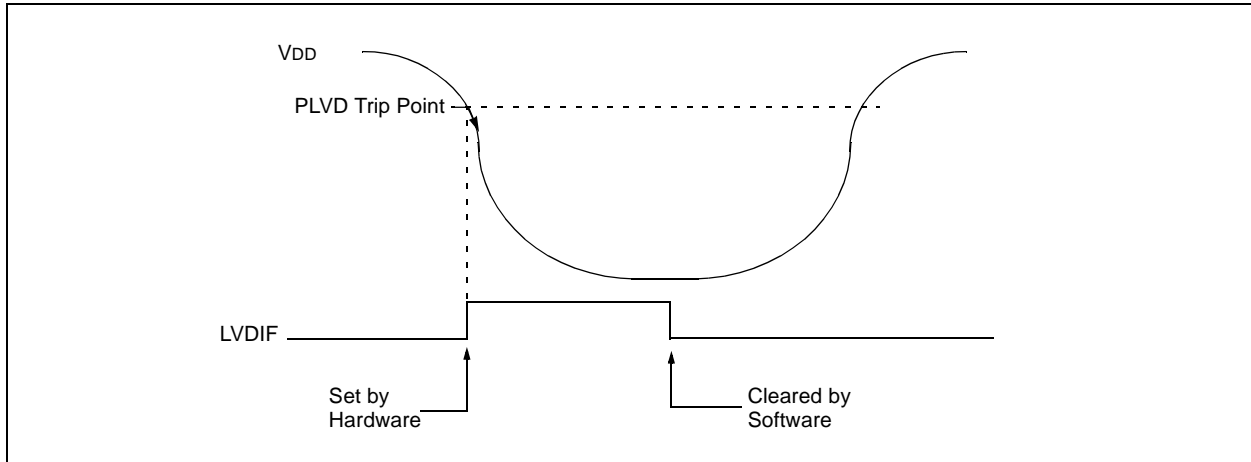 VDD
PLVD Trip Point
LVDIF
Set by
Hardware
Cleared by
Software